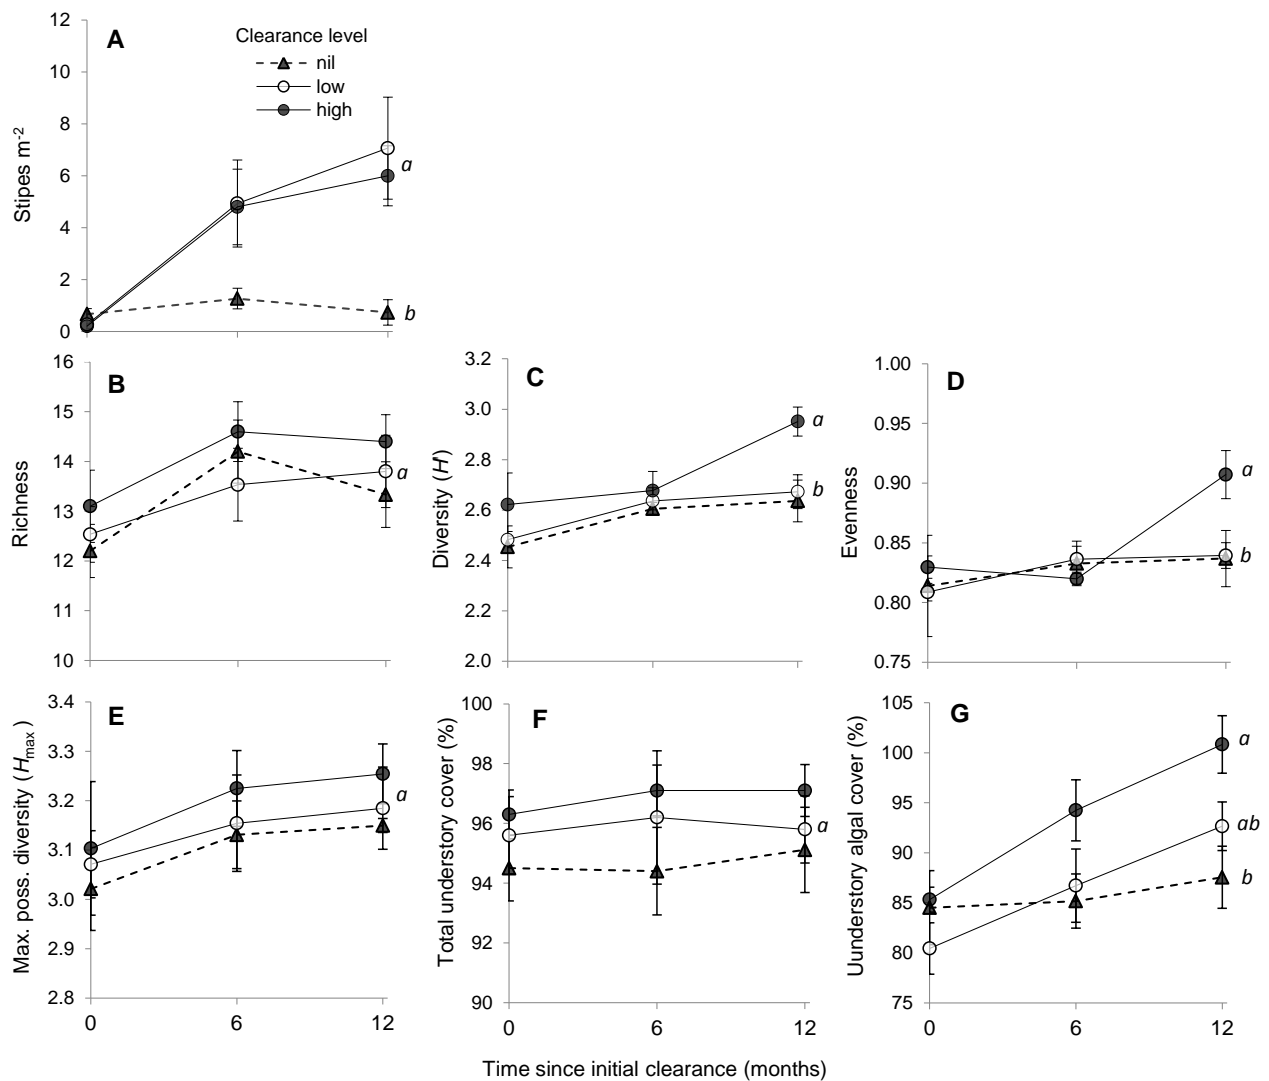 A
Clearance level
nil
low
high
12
10
8
6
4
2
0
Stipes m-2
a
b
B
16
15
14
13
12
11
10
Richness
a
C
3.2
3.0
2.8
2.6
2.4
2.2
2.0
Diversity (H')
a
b
D
1.00
0.95
0.90
0.85
0.80
0.75
Evenness
a
b
E
3.4
3.3
3.2
3.1
3.0
2.9
2.8
Max. poss. diversity (Hmax)
a
0
6
12
F
100
98
96
94
92
90
Total understory cover (%)
a
0
6
12
G
105
100
95
90
85
80
75
Uunderstory algal cover (%)
a
ab
b
0
6
12
Time since initial clearance (months)